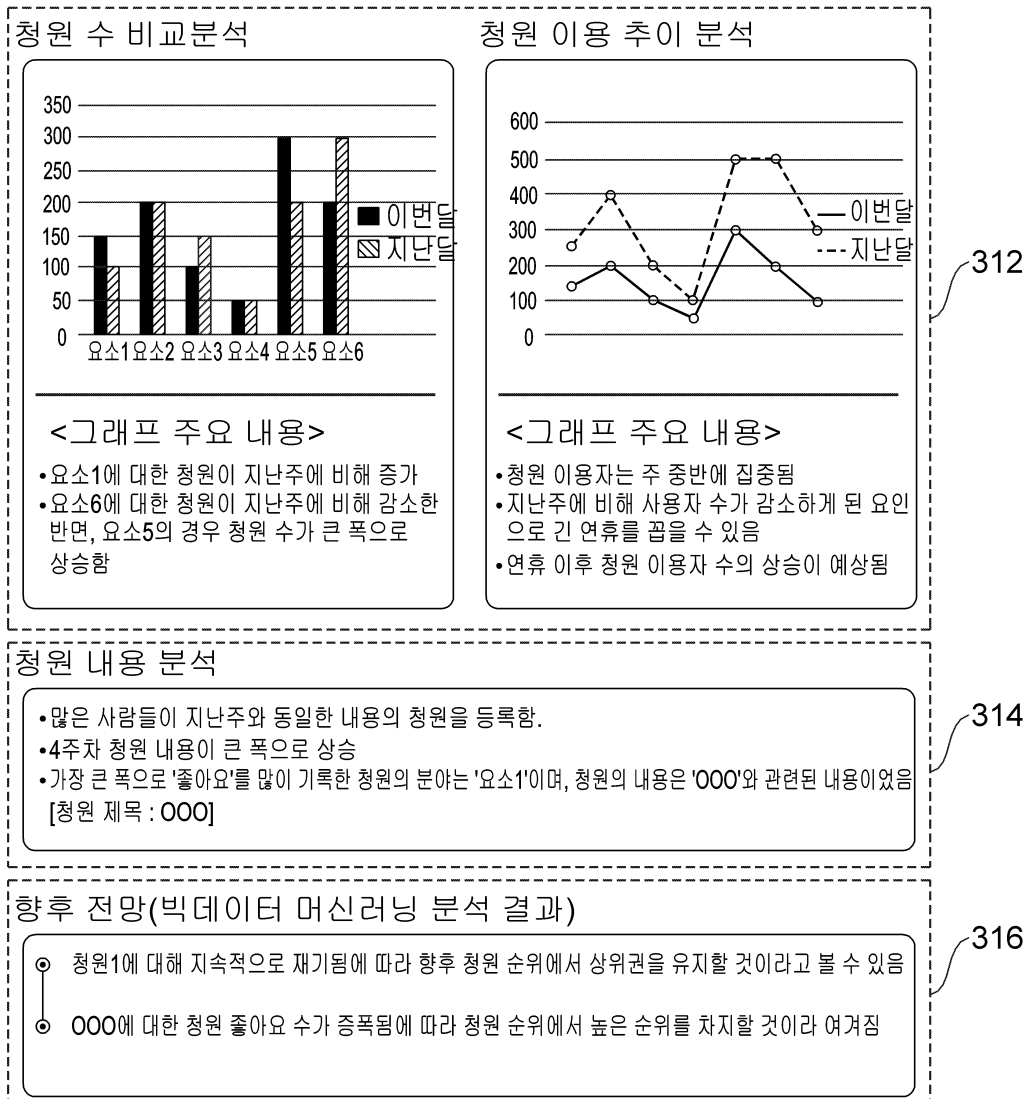 청원 수 비교분석
350
300
250
200
150
100
50
0
요소1 요소2 요소3 요소4 요소5 요소6
이번달
지난달
<그래프 주요 내용>
•요소1에 대한 청원이 지난주에 비해 증가
•요소6에 대한 청원이 지난주에 비해 감소한
반면, 요소5의 경우 청원 수가 큰 폭으로
상승함
청원 이용 추이 분석
600
500
400
300
200
100
0
이번달
지난달
<그래프 주요 내용>
•청원 이용자는 주 중반에 집중됨
•지난주에 비해 사용자 수가 감소하게 된 요인
으로 긴 연휴를 꼽을 수 있음
•연휴 이후 청원 이용자 수의 상승이 예상됨
312
청원 내용 분석
•많은 사람들이 지난주와 동일한 내용의 청원을 등록함.
•4주차 청원 내용이 큰 폭으로 상승
•가장 큰 폭으로 '좋아요'를 많이 기록한 청원의 분야는 '요소1'이며, 청원의 내용은 'OOO'와 관련된 내용이었음
[청원 제목 : OOO]
314
향후 전망(빅데이터 머신러닝 분석 결과)
청원1에 대해 지속적으로 재기됨에 따라 향후 청원 순위에서 상위권을 유지할 것이라고 볼 수 있음
OOO에 대한 청원 좋아요 수가 증폭됨에 따라 청원 순위에서 높은 순위를 차지할 것이라 여겨짐
316